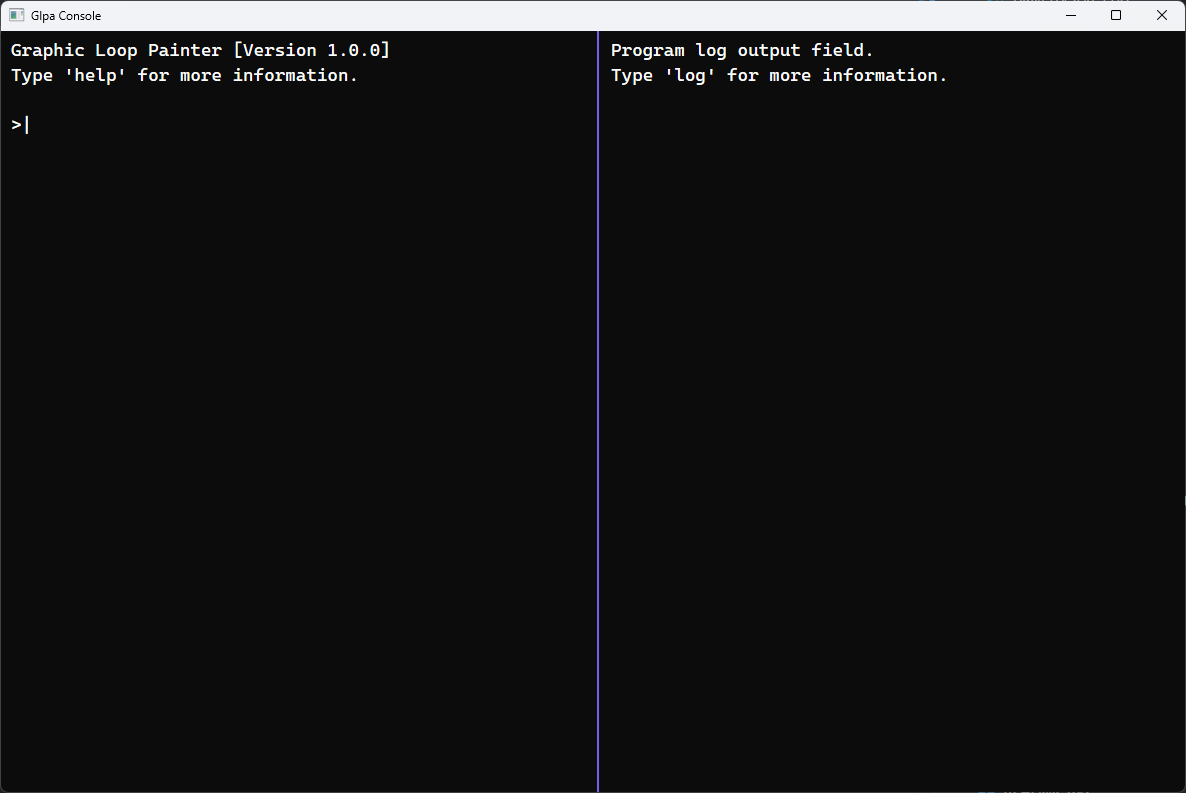 Glpa Console
Graphic Loop Painter [Version 1.0.0]
Type 'help' for more information.
>
Program log output field.
Type 'log' for more information.